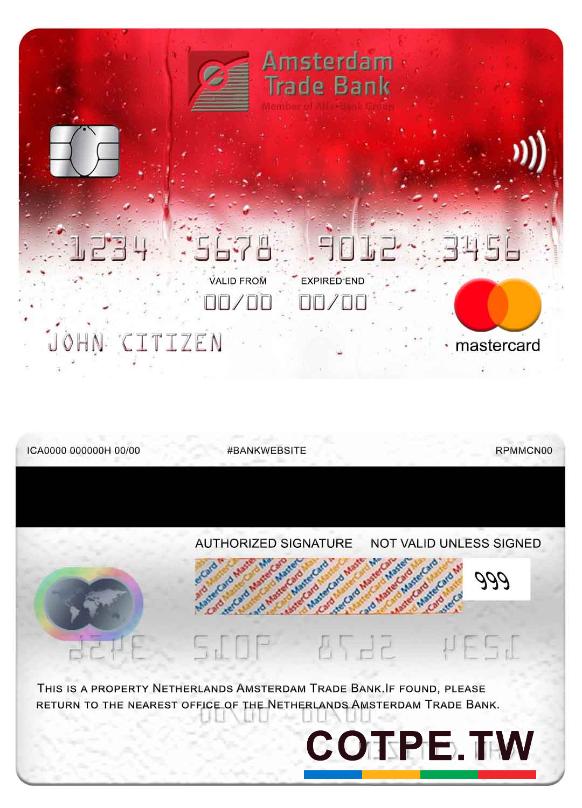 Amsterdam
Trade Bank
Member of Alfa-Bank Group
1234 5678 9012 3456
VALID FROM EXPIRED END
00/00 00/00
JOHN CITIZEN
mastercard
ICA0000 000000H 00/00 #BANKWEBSITE RPMMCN00
AUTHORIZED SIGNATURE NOT VALID UNLESS SIGNED
MasterCard MasterCard MasterCard MasterCard
999
THIS IS A PROPERTY NETHERLANDS AMSTERDAM TRADE BANK.IF FOUND, PLEASE
RETURN TO THE NEAREST OFFICE OF THE NETHERLANDS AMSTERDAM TRADE BANK.
COTPE.TW